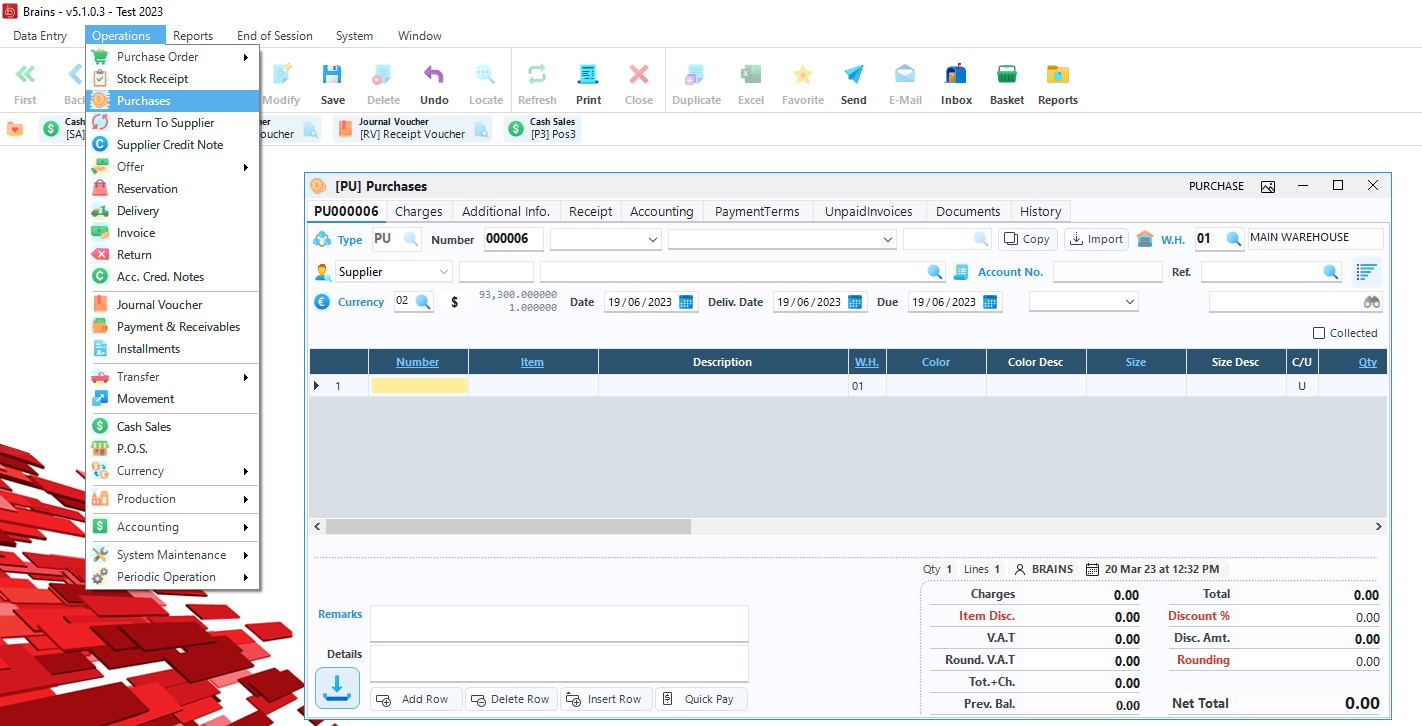 Brains - v5.1.0.3 - Test 2023
Data Entry Operations Reports End of Session System Window
First Back Modify Save Delete Undo Locate Refresh Print Close Duplicate Excel Favorite Send E-Mail Inbox Basket Reports
Cash
[SA]
oucher
Journal Voucher
[RV] Receipt Voucher
Cash Sales
[P3] Pos3
Purchase Order
Stock Receipt
Purchases
Return To Supplier
Supplier Credit Note
Offer
Reservation
Delivery
Invoice
Return
Acc. Cred. Notes
Journal Voucher
Payment & Receivables
Installments
Transfer
Movement
Cash Sales
P.O.S.
Currency
Production
Accounting
System Maintenance
Periodic Operation
[PU] Purchases PURCHASE
PU000006 Charges Additional Info. Receipt Accounting PaymentTerms UnpaidInvoices Documents History
Type PU Number 000006 Copy Import W.H. 01 MAIN WAREHOUSE
Supplier Account No. Ref.
Currency 02 $ 93,300.000000 1.000000 Date 19/06/2023 Deliv. Date 19/06/2023 Due 19/06/2023
Collected
Number Item Description W.H. Color Color Desc Size Size Desc C/U Qty
1 01 U
Qty 1 Lines 1 BRAINS 20 Mar 23 at 12:32 PM
Charges 0.00 Total 0.00
Item Disc. 0.00 Discount % 0.00
V.A.T 0.00 Disc. Amt. 0.00
Round. V.A.T 0.00 Rounding 0.00
Tot.+Ch. 0.00
Prev. Bal. 0.00 Net Total 0.00
Remarks
Details
Add Row Delete Row Insert Row Quick Pay